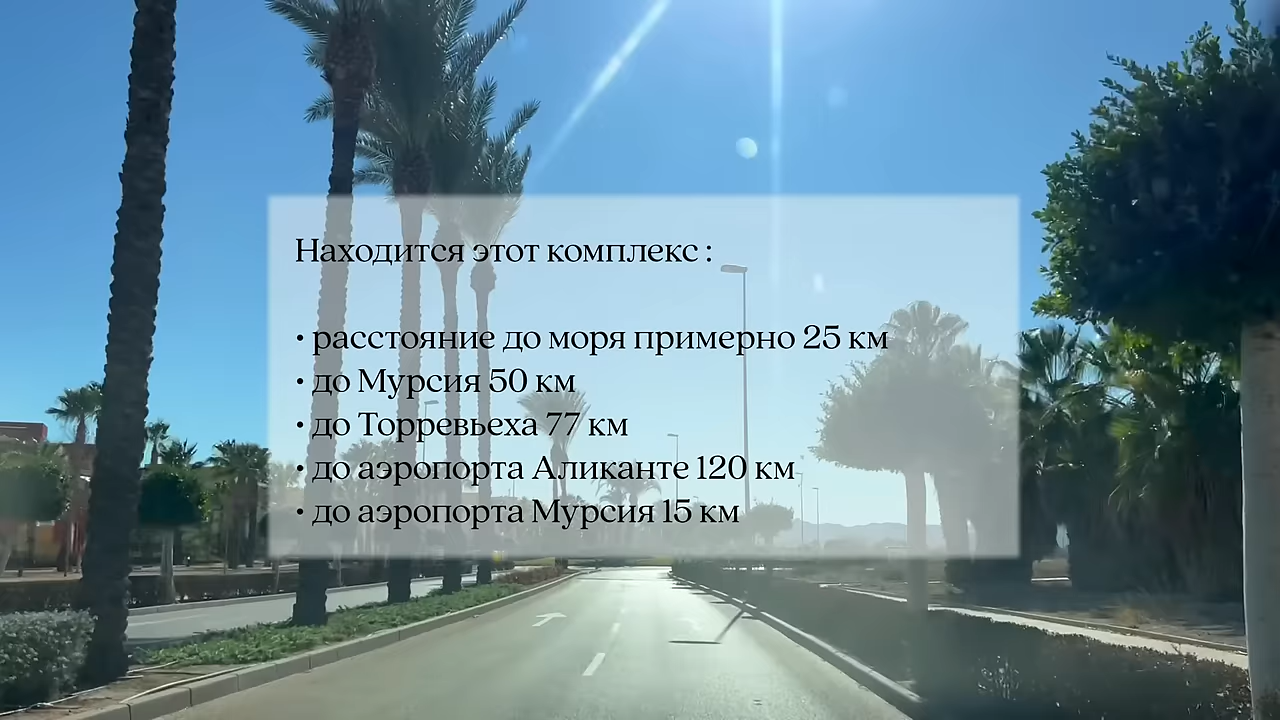 Находится этот комплекс :
• расстояние до моря примерно 25 км
• до Мурсия 50 км
• до Торревьеха 77 км
• до аэропорта Аликанте 120 км
• до аэропорта Мурсия 15 км